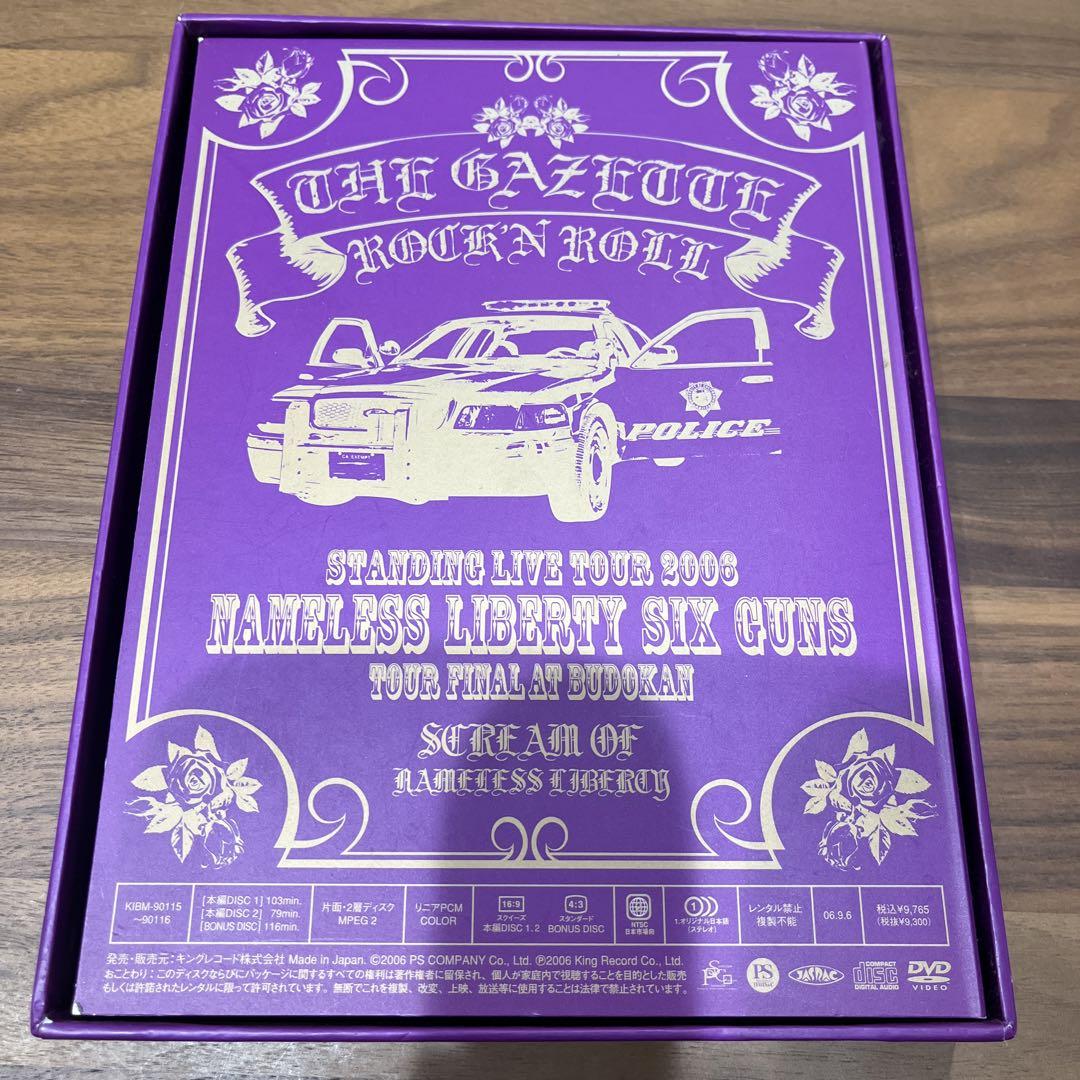 THE GAZETTE
ROCK'N ROLL
POLICE
CA EXEMPT
STANDING LIVE TOUR 2006
NAMELESS LIBERTY SIX GUNS
TOUR FINAL AT BUDOKAN
SCREAM OF
NAMELESS LIBERTY
KIBM-90115
~90116
[本編DISC 1] 103min.
[本編DISC 2] 79min.
[BONUS DISC] 116min.
片面・2層ディスク
MPEG 2
リニアPCM
COLOR
16:9
スクイーズ
本編DISC 1. 2
4:3
スタンダード
BONUS DISC
NTSC
日本市場向
1
1.オリジナル日本語
(ステレオ)
レンタル禁止
複製不能
06.9.6
税込¥9,765
(税抜¥9,300)
発売・販売元:キングレコード株式会社 Made in Japan. ©2006 PS COMPANY Co., Ltd. ℗2006 King Record Co., Ltd.
おことわり:このディスクならびにパッケージに関するすべての権利は著作権者に留保され、個人が家庭内で視聴することを目的とした販売
もしくは許諾されたレンタルに限って許可されています。無断でこれを複製、改変、上映、放送等に使用することは法律で禁止されています。
PS
JASRAC
COMPACT
disc
DIGITAL AUDIO
DVD
VIDEO